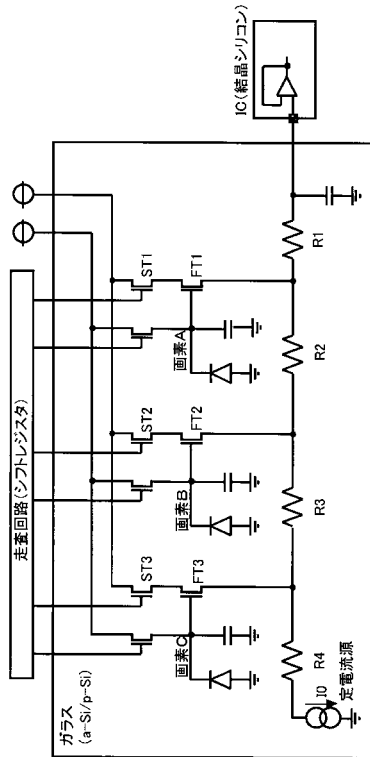 走査回路(シフトレジスタ)
ガラス
(a-Si/p-Si)
IC(結晶シリコン)
ST3
ST2
ST1
FT3
FT2
FT1
画素C
画素B
画素A
R4
R3
R2
R1
I0
定電流源